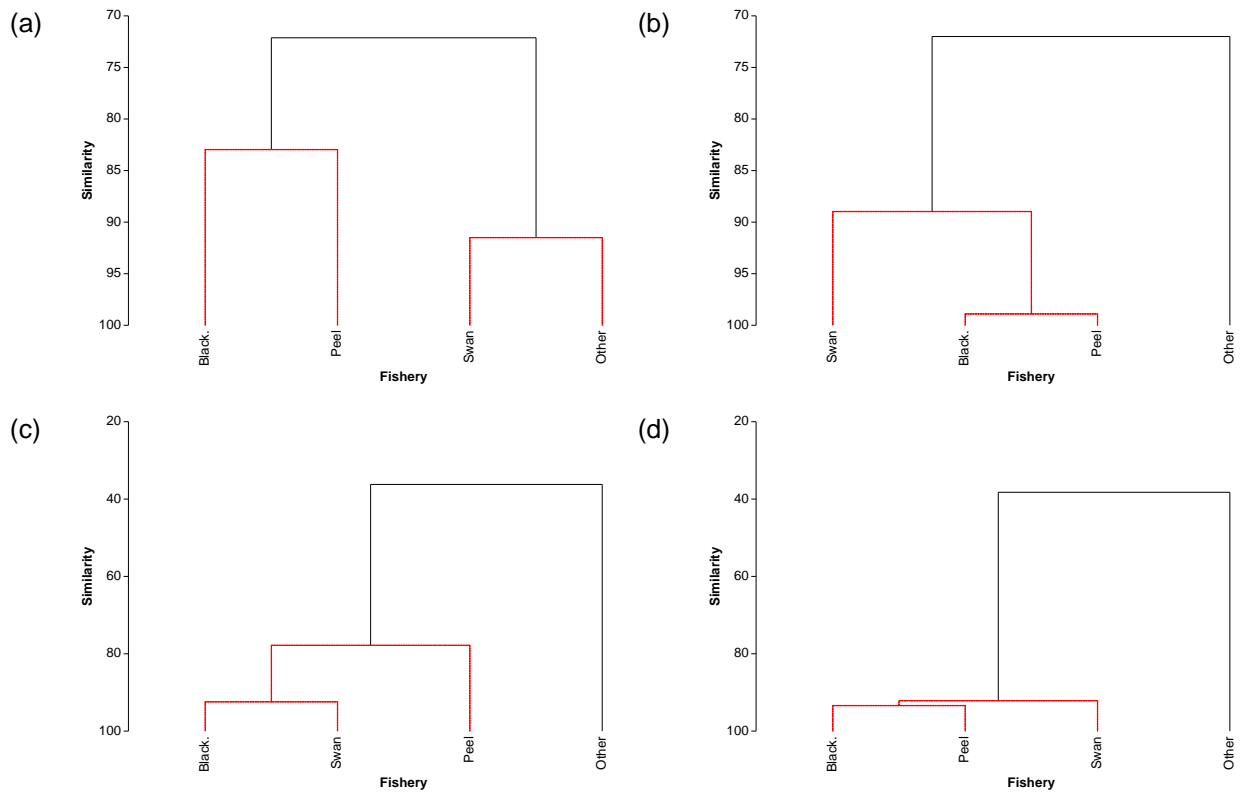 (a)
70
75
80
85
90
95
100
Similarity
Black.
Peel
Swan
Other
Fishery
(b)
70
75
80
85
90
95
100
Similarity
Swan
Black.
Peel
Other
Fishery
(c)
20
40
60
80
100
Similarity
Black.
Swan
Peel
Other
Fishery
(d)
20
40
60
80
100
Similarity
Black.
Peel
Swan
Other
Fishery